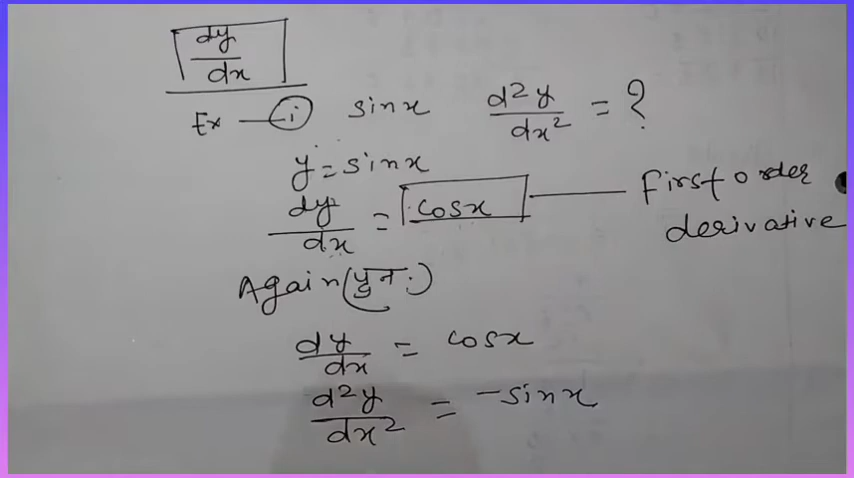 dy/dx
Ex — (i) sinx d²y/dx² = ?
y = sinx
dy/dx = cosx — first order
derivative
Again (पुनः)
dy/dx = cosx
d²y/dx² = -sinx